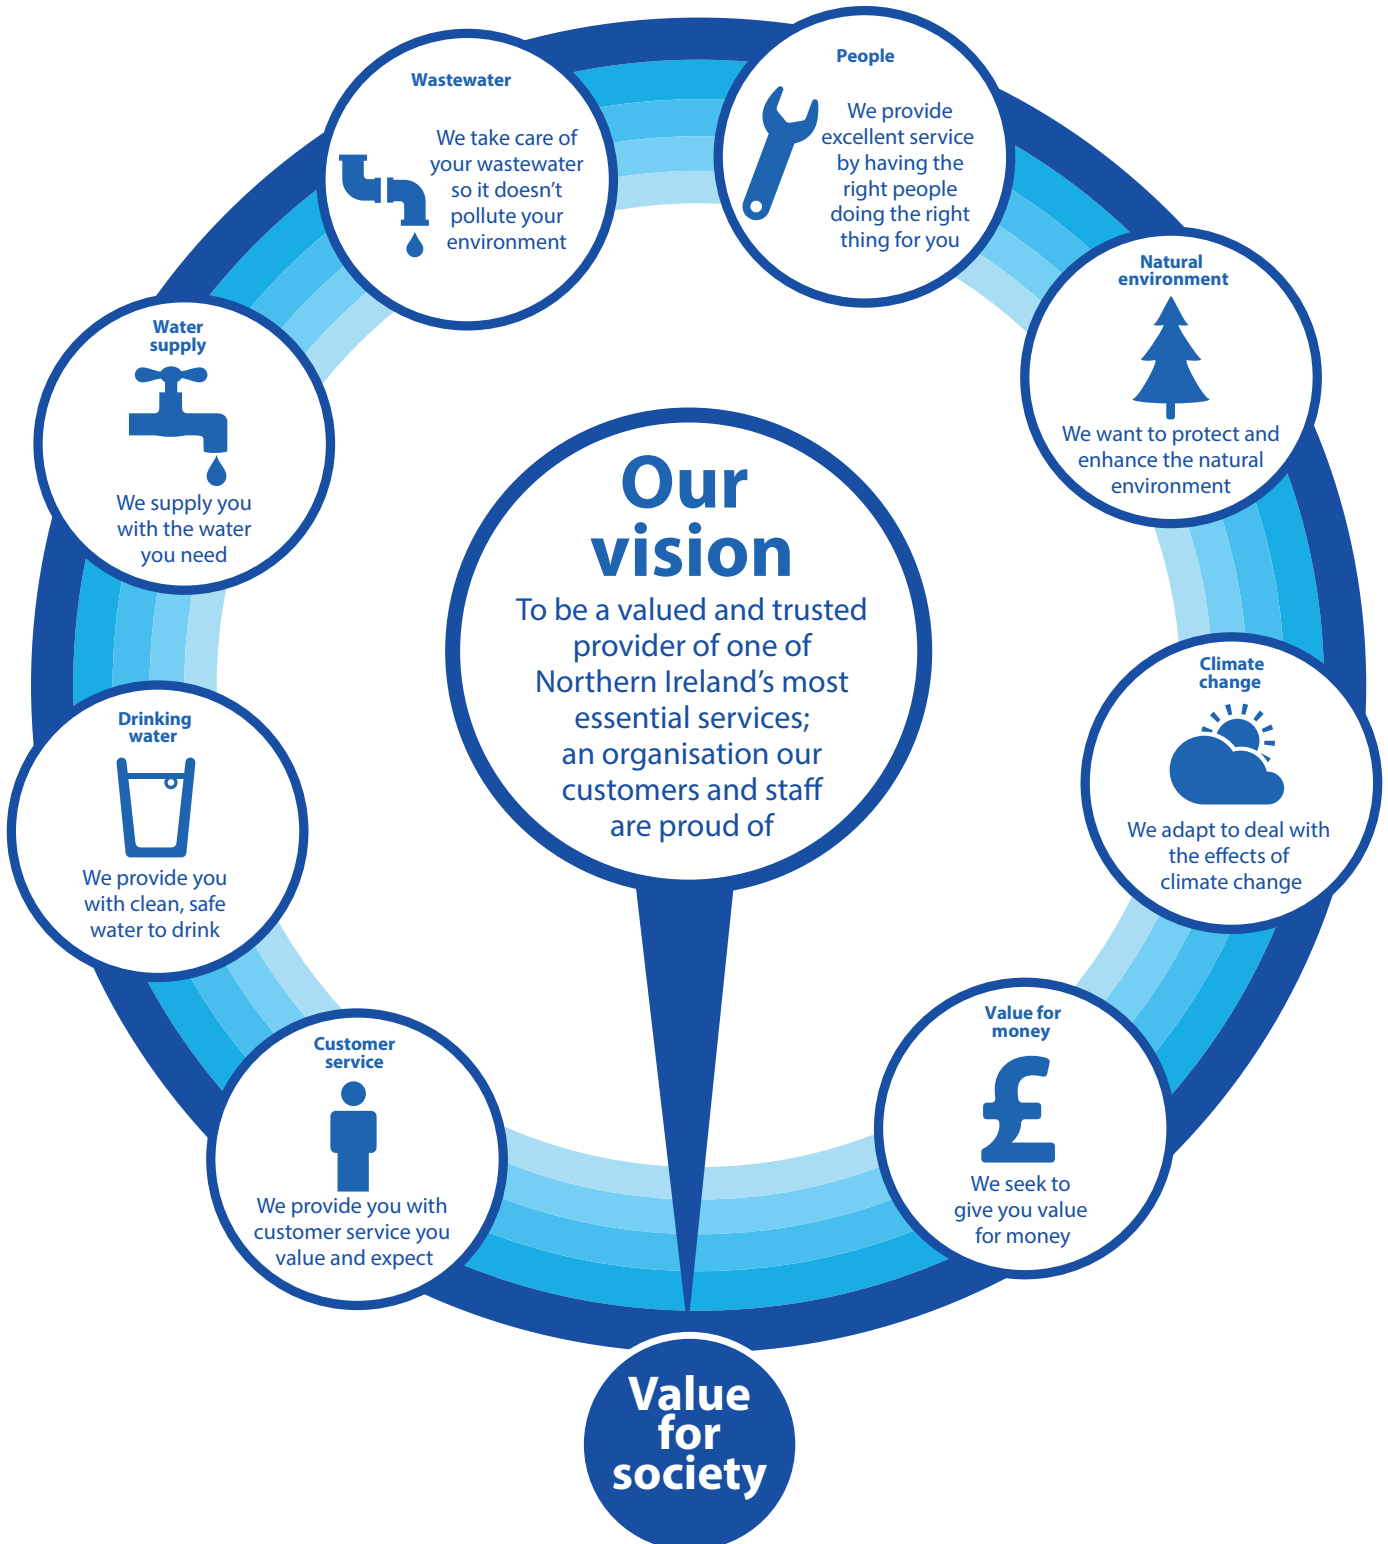 Wastewater
We take care of
your wastewater
so it doesn’t
pollute your
environment
People
We provide
excellent service
by having the
right people
doing the right
thing for you
Natural
environment
We want to protect and
enhance the natural
environment
Water
supply
We supply you
with the water
you need
Our
vision
To be a valued and trusted
provider of one of
Northern Ireland’s most
essential services;
an organisation our
customers and staff
are proud of
Climate
change
We adapt to deal with
the effects of
climate change
Drinking
water
We provide you
with clean, safe
water to drink
Value for
money
£
We seek to
give you value
for money
Customer
service
We provide you with
customer service you
value and expect
Value
for
society